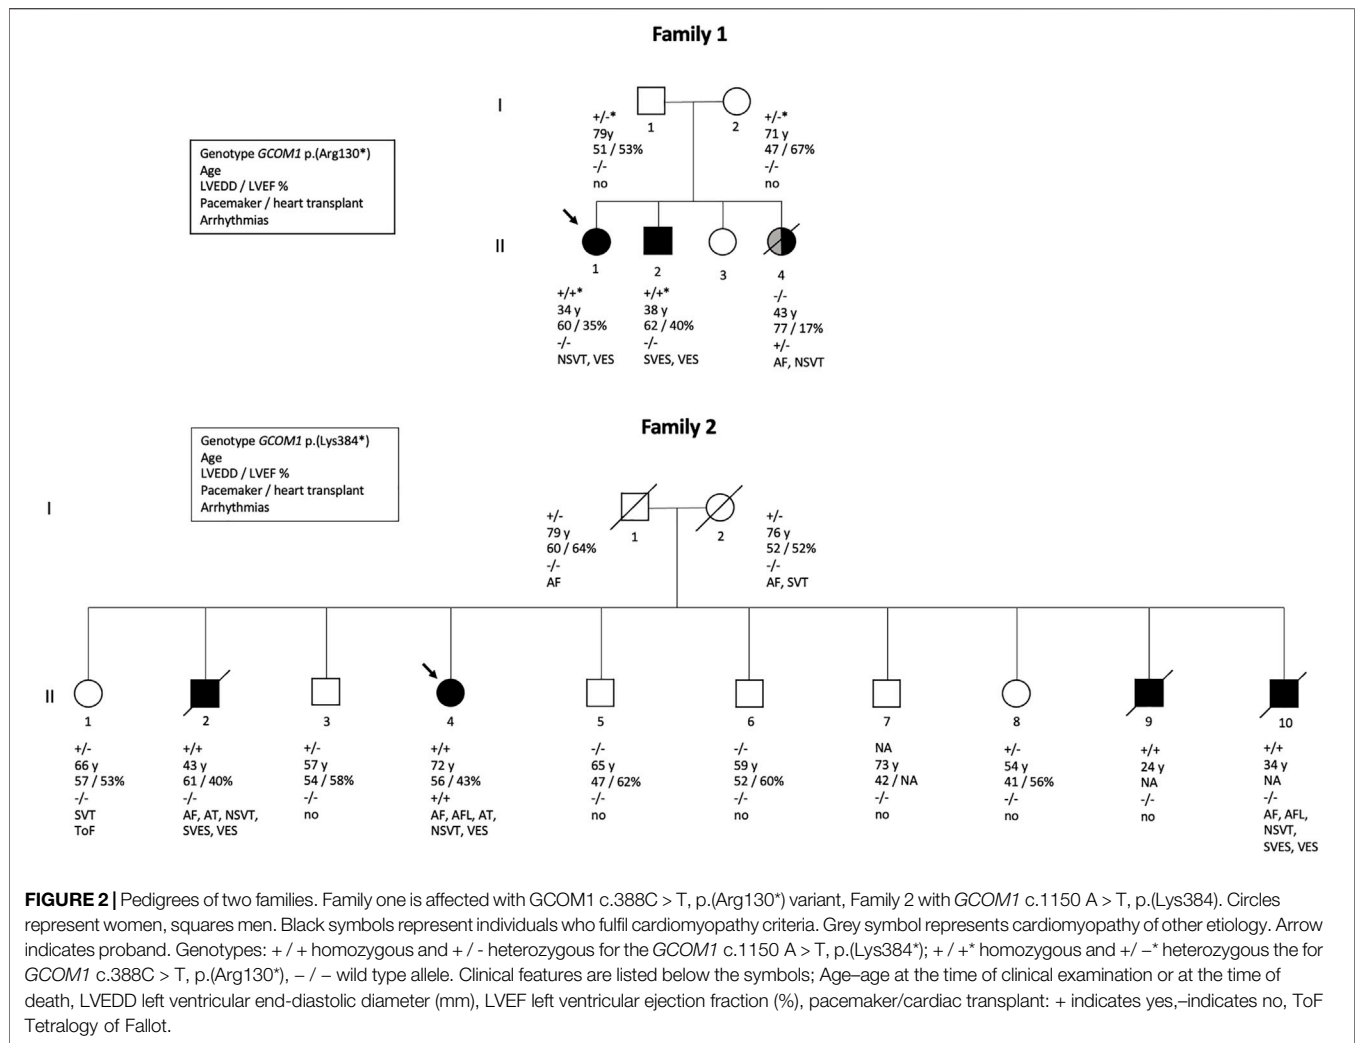 Family 1
I
1
2
+/-*
79y
51 / 53%
-/-
no
+/-*
71 y
47 / 67%
-/-
no
Genotype GCOM1 p.(Arg130*)
Age
LVEDD / LVEF %
Pacemaker / heart transplant
Arrhythmias
II
1
2
3
4
+/+*
34 y
60 / 35%
-/-
NSVT, VES
+/+*
38 y
62 / 40%
-/-
SVES, VES
-/-
43 y
77 / 17%
+/-
AF, NSVT
Family 2
Genotype GCOM1 p.(Lys384*)
Age
LVEDD / LVEF %
Pacemaker / heart transplant
Arrhythmias
I
1
2
+/-
79 y
60 / 64%
-/-
AF
+/-
76 y
52 / 52%
-/-
AF, SVT
II
1
2
3
4
5
6
7
8
9
10
+/-
66 y
57 / 53%
-/-
SVT
ToF
+/+
43 y
61 / 40%
-/-
AF, AT, NSVT,
SVES, VES
+/-
57 y
54 / 58%
-/-
no
+/+
72 y
56 / 43%
+/+
AF, AFL, AT,
NSVT, VES
-/-
65 y
47 / 62%
-/-
no
-/-
59 y
52 / 60%
-/-
no
NA
73 y
42 / NA
-/-
no
+/-
54 y
41 / 56%
-/-
no
+/+
24 y
NA
-/-
no
+/+
34 y
NA
-/-
AF, AFL,
NSVT,
SVES, VES
FIGURE 2 | Pedigrees of two families. Family one is affected with GCOM1 c.388C > T, p.(Arg130*) variant, Family 2 with GCOM1 c.1150 A > T, p.(Lys384). Circles
represent women, squares men. Black symbols represent individuals who fulfil cardiomyopathy criteria. Grey symbol represents cardiomyopathy of other etiology. Arrow
indicates proband. Genotypes: + / + homozygous and + / - heterozygous for the GCOM1 c.1150 A > T, p.(Lys384*); + / +* homozygous and +/ −* heterozygous the for
GCOM1 c.388C > T, p.(Arg130*), − / − wild type allele. Clinical features are listed below the symbols; Age–age at the time of clinical examination or at the time of
death, LVEDD left ventricular end-diastolic diameter (mm), LVEF left ventricular ejection fraction (%), pacemaker/cardiac transplant: + indicates yes,–indicates no, ToF
Tetralogy of Fallot.